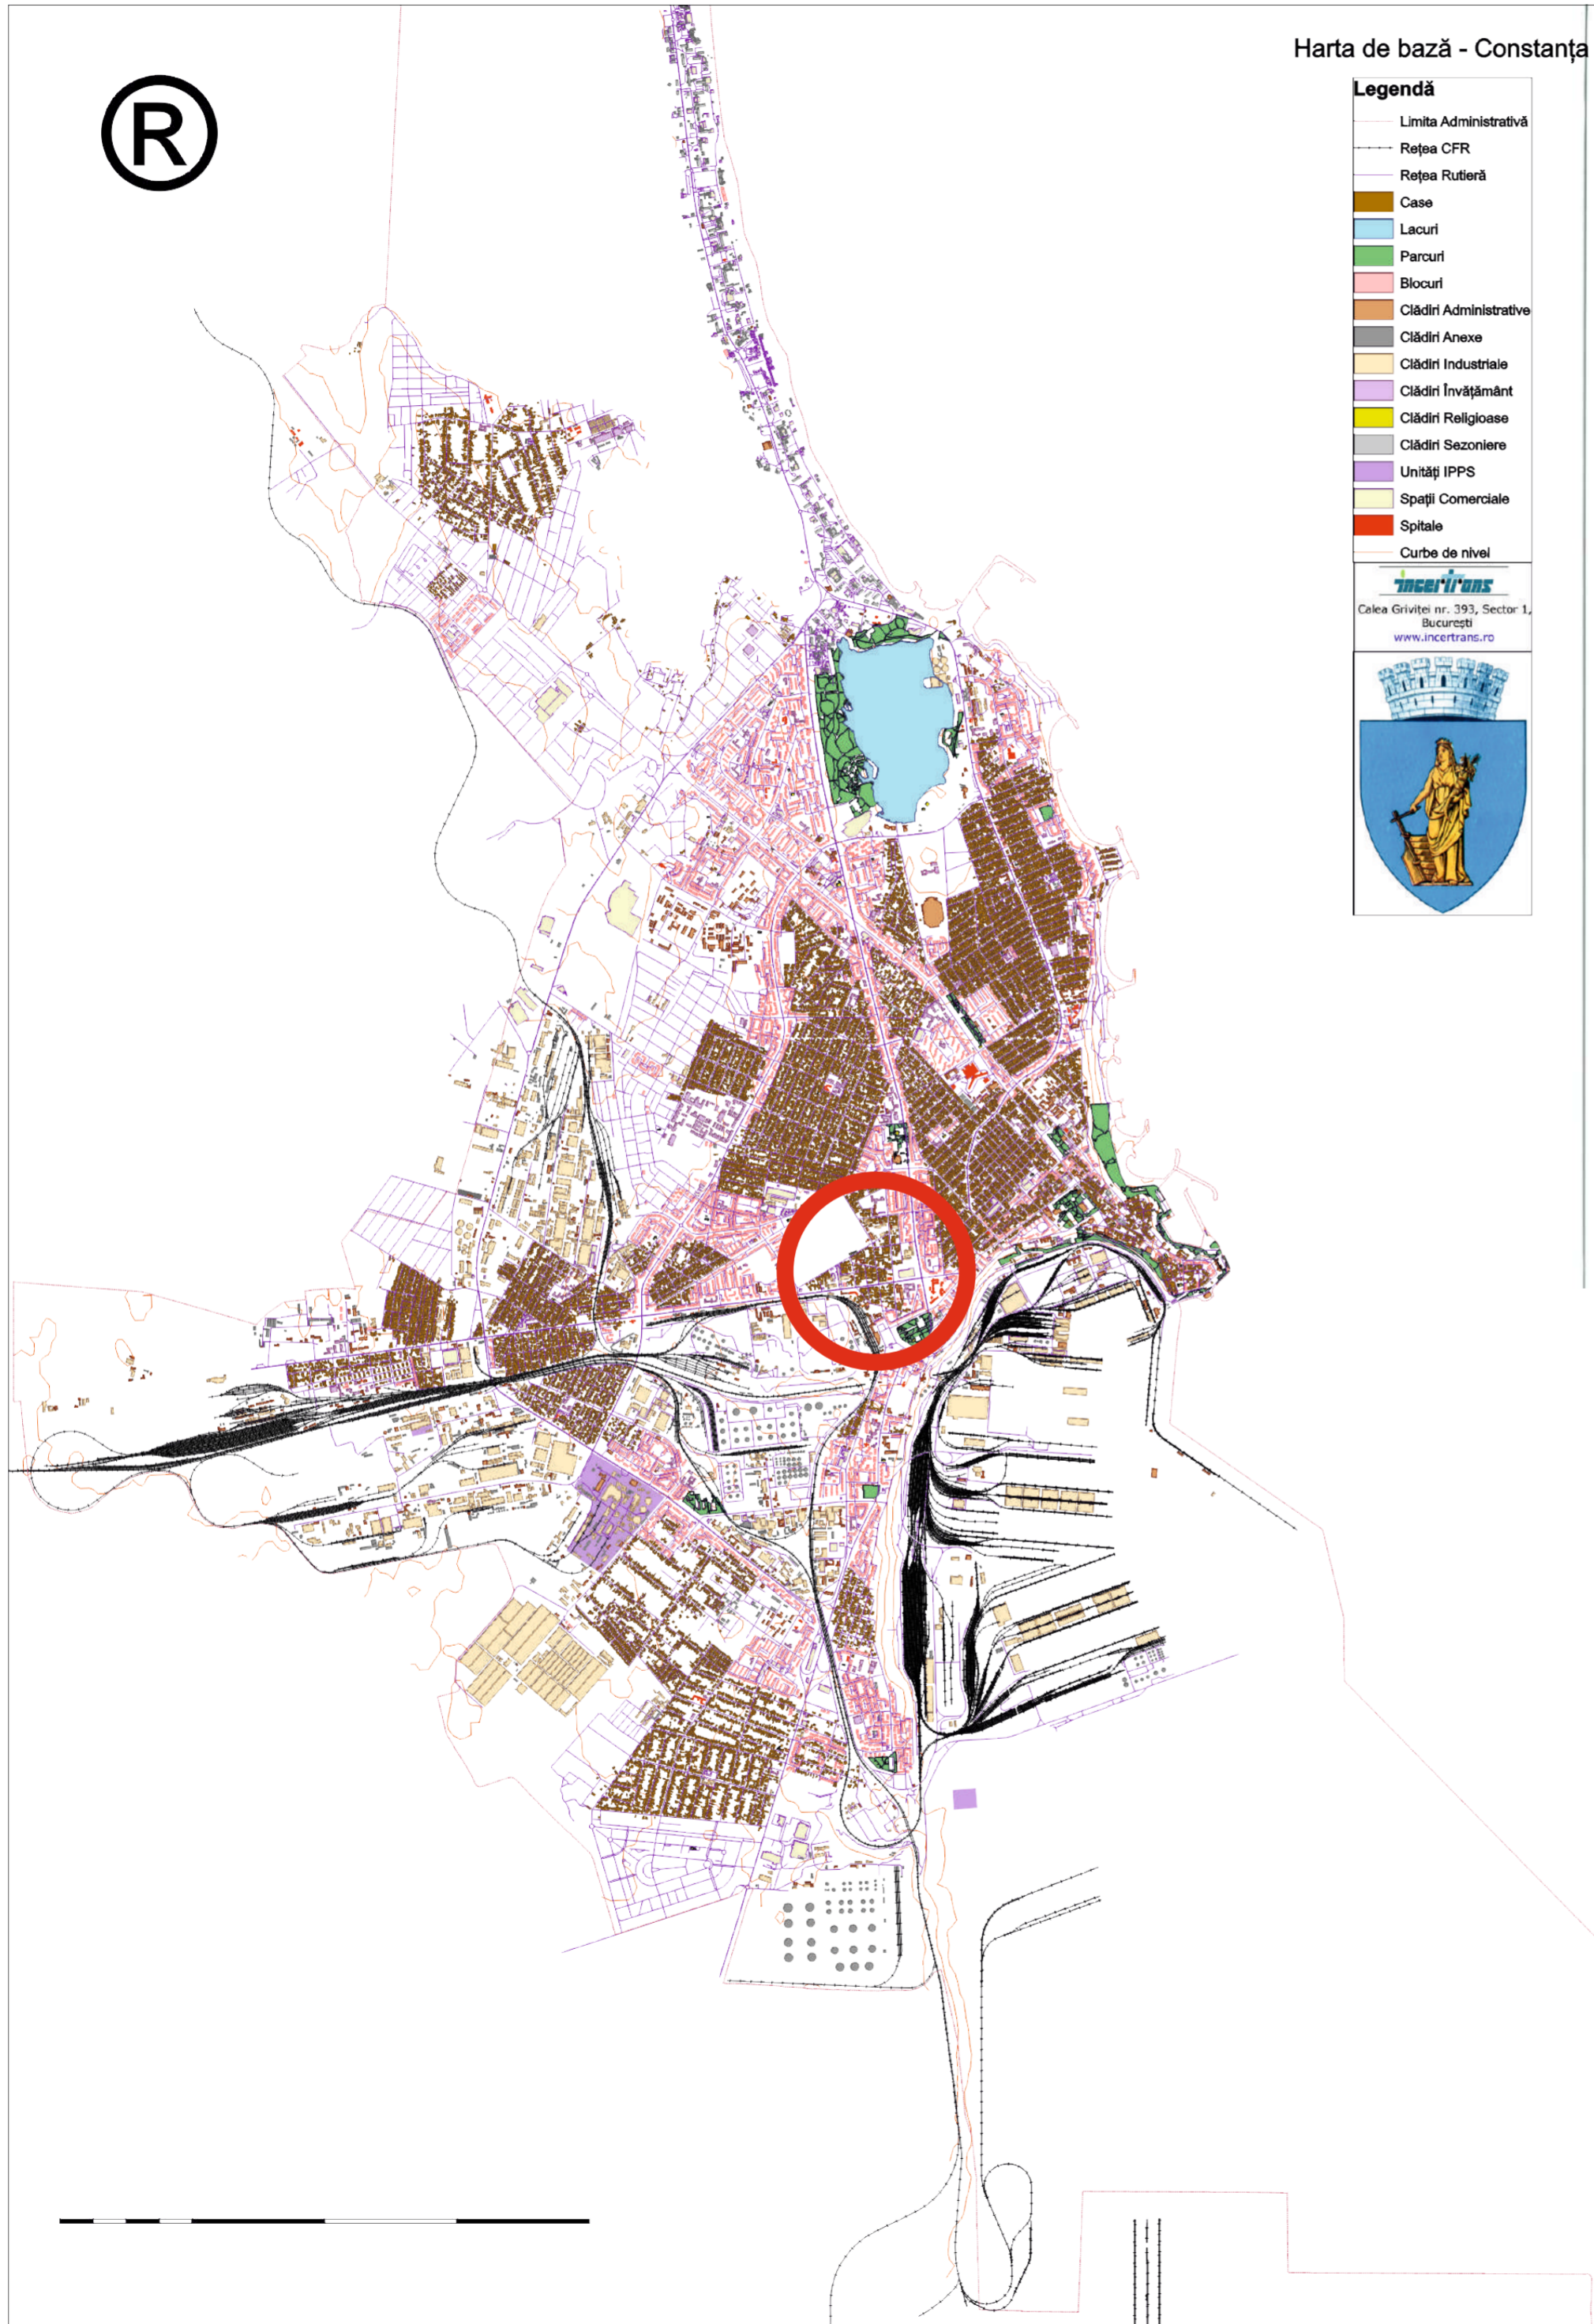 Harta de bază - Constanța
®
Legendă
Limita Administrativă
Rețea CFR
Rețea Rutieră
Case
Lacuri
Parcuri
Blocuri
Clădiri Administrative
Clădiri Anexe
Clădiri Industriale
Clădiri Învățământ
Clădiri Religioase
Clădiri Sezoniere
Unități IPPS
Spații Comerciale
Spitale
Curbe de nivel
incertrans
Calea Griviței nr. 393, Sector 1,
București
www.incertrans.ro